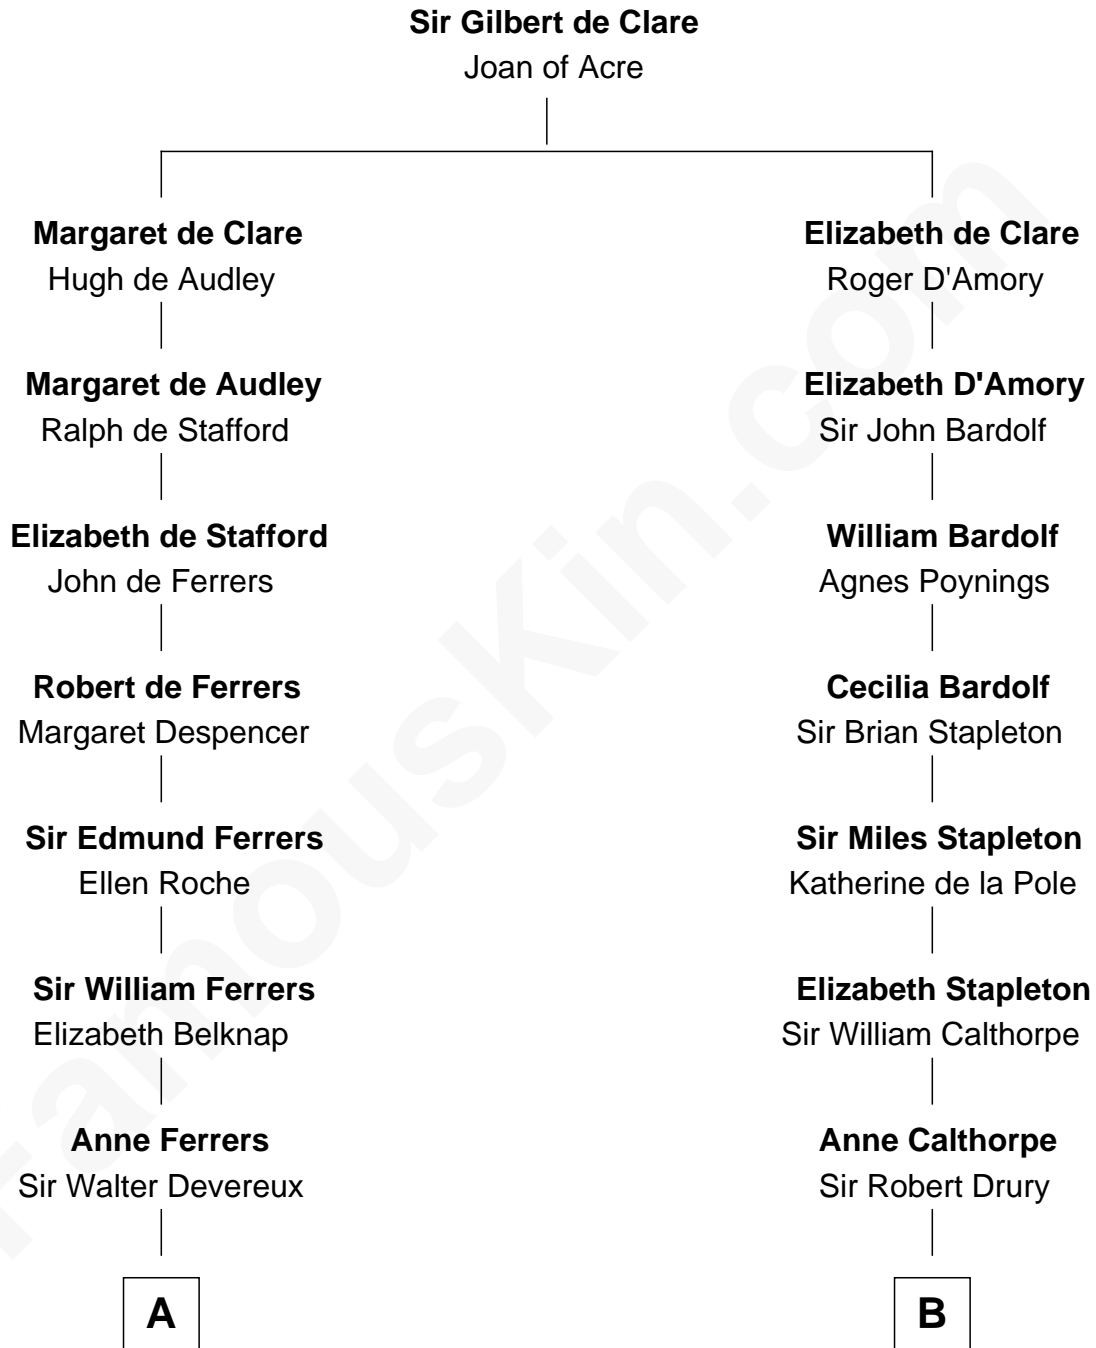 Sir Gilbert de Clare
Joan of Acre
Margaret de Clare
Hugh de Audley
Elizabeth de Clare
Roger D'Amory
Margaret de Audley
Ralph de Stafford
Elizabeth D'Amory
Sir John Bardolf
Elizabeth de Stafford
John de Ferrers
William Bardolf
Agnes Poynings
Robert de Ferrers
Margaret Despencer
Cecilia Bardolf
Sir Brian Stapleton
Sir Edmund Ferrers
Ellen Roche
Sir Miles Stapleton
Katherine de la Pole
Sir William Ferrers
Elizabeth Belknap
Elizabeth Stapleton
Sir William Calthorpe
Anne Ferrers
Sir Walter Devereux
Anne Calthorpe
Sir Robert Drury
A
B
FamousKin.com